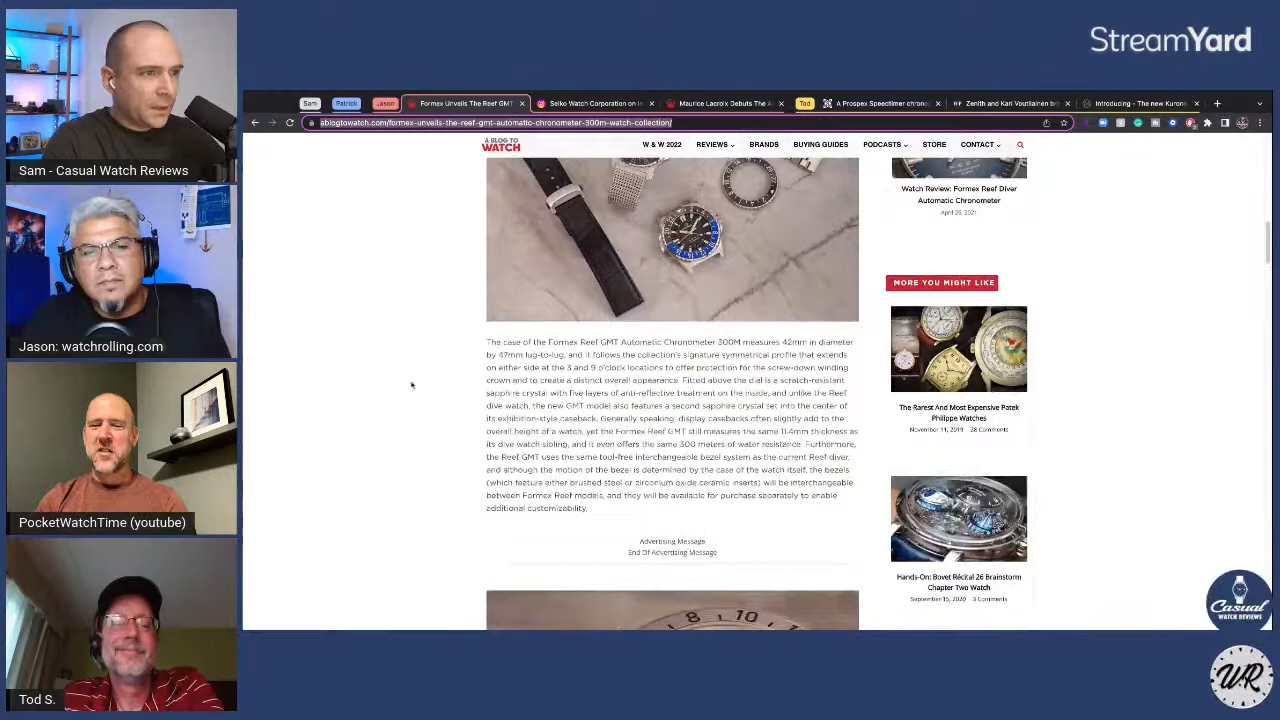 StreamYard
Sam - Casual Watch Reviews
Jason: watchrolling.com
PocketWatchTime (youtube)
Tod S.
Sam
Patrick
Jason
Formex Unveils The Reef GMT
Seiko Watch Corporation on In
Maurice Lacroix Debuts The A
Tod
A Prospex Speedtimer chrono
Zenith and Kari Voutilainen br
Introducing - The new Kurono
ablogtowatch.com/formex-unveils-the-reef-gmt-automatic-chronometer-300m-watch-collection/
A BLOG TO
WATCH
W & W 2022 REVIEWS BRANDS BUYING GUIDES PODCASTS STORE CONTACT
Watch Review: Formex Reef Diver
Automatic Chronometer
April 26, 2021
MORE YOU MIGHT LIKE
The Rarest And Most Expensive Patek
Philippe Watches
November 11, 2019 28 Comments
Hands-On: Bovet Récital 26 Brainstorm
Chapter Two Watch
September 15, 2020 3 Comments
The case of the Formex Reef GMT Automatic Chronometer 300M measures 42mm in diameter
by 47mm lug-to-lug, and it follows the collection's signature symmetrical profile that extends
on either side at the 3 and 9 o'clock locations to offer protection for the screw-down winding
crown and to create a distinct overall appearance. Fitted above the dial is a scratch-resistant
sapphire crystal with five layers of anti-reflective treatment on the inside, and unlike the Reef
dive watch, the new GMT model also features a second sapphire crystal set into the center of
its exhibition-style caseback. Generally speaking, display casebacks often slightly add to the
overall height of a watch, yet the Formex Reef GMT still measures the same 11.4mm thickness as
its dive watch sibling, and it even offers the same 300 meters of water resistance. Furthermore,
the Reef GMT uses the same tool-free interchangeable bezel system as the current Reef diver,
and although the motion of the bezel is determined by the case of the watch itself, the bezels
(which feature either brushed steel or zirconium oxide ceramic inserts) will be interchangeable
between Formex Reef models, and they will be available for purchase separately to enable
additional customizability.
Advertising Message
End Of Advertising Message
8 10
CASUAL
WATCH REVIEWS
WR